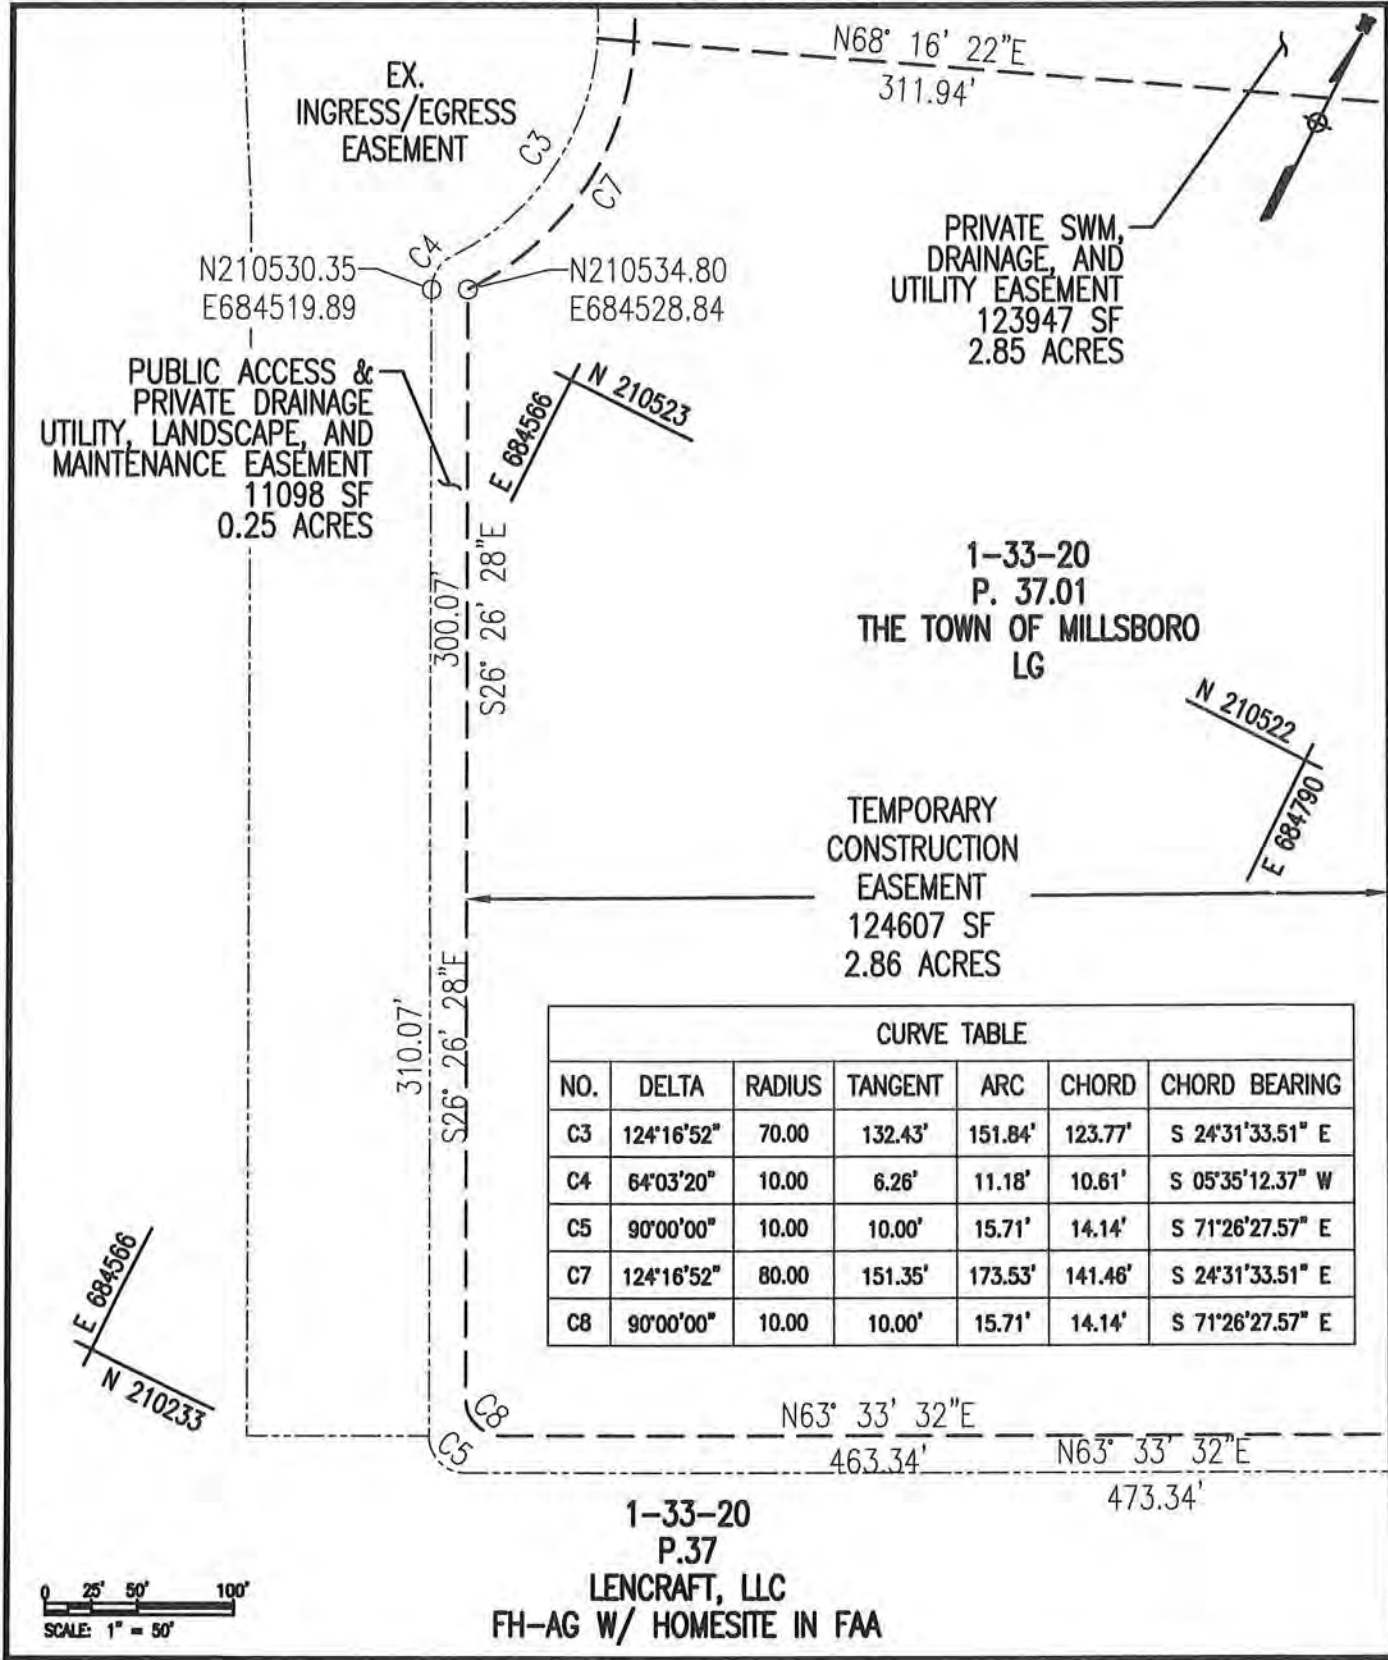 N68° 16' 22"E
311.94'
EX.
INGRESS/EGRESS
EASEMENT
C3
C7
C4
N210530.35
E684519.89
N210534.80
E684528.84
PRIVATE SWM,
DRAINAGE, AND
UTILITY EASEMENT
123947 SF
2.85 ACRES
PUBLIC ACCESS &
PRIVATE DRAINAGE
UTILITY, LANDSCAPE, AND
MAINTENANCE EASEMENT
11098 SF
0.25 ACRES
N 210523
E 684566
300.07'
S26° 26' 28"E
1-33-20
P. 37.01
THE TOWN OF MILLSBORO
LG
N 210522
E 684790
TEMPORARY
CONSTRUCTION
EASEMENT
124607 SF
2.86 ACRES
310.07'
S26° 26' 28"E
CURVE TABLE
NO. DELTA RADIUS TANGENT ARC CHORD CHORD BEARING
C3 124°16'52" 70.00 132.43' 151.84' 123.77' S 24°31'33.51" E
C4 64°03'20" 10.00 6.26' 11.18' 10.61' S 05°35'12.37" W
C5 90°00'00" 10.00 10.00' 15.71' 14.14' S 71°26'27.57" E
C7 124°16'52" 80.00 151.35' 173.53' 141.46' S 24°31'33.51" E
C8 90°00'00" 10.00 10.00' 15.71' 14.14' S 71°26'27.57" E
E 684566
N 210233
C8
C5
N63° 33' 32"E
463.34'
N63° 33' 32"E
473.34'
1-33-20
P.37
LENCRAFT, LLC
FH-AG W/ HOMESITE IN FAA
0 25' 50' 100'
SCALE: 1" = 50'